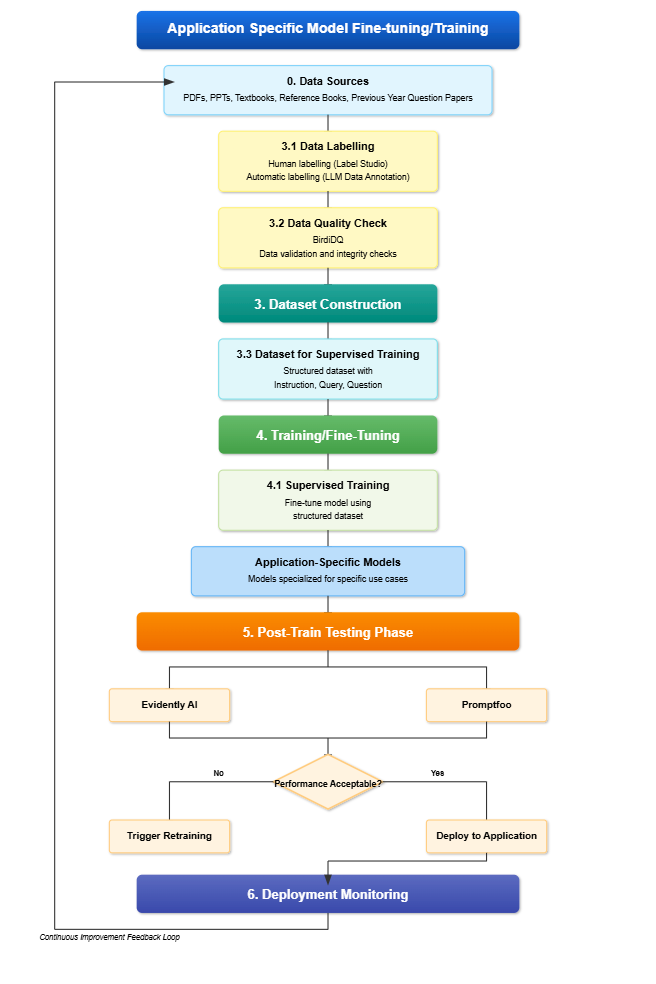 Application Specific Model Fine-tuning/Training
0. Data Sources
PDFs, PPTs, Textbooks, Reference Books, Previous Year Question Papers
3.1 Data Labelling
Human labelling (Label Studio)
Automatic labelling (LLM Data Annotation)
3.2 Data Quality Check
BirdiDQ
Data validation and integrity checks
3. Dataset Construction
3.3 Dataset for Supervised Training
Structured dataset with
Instruction, Query, Question
4. Training/Fine-Tuning
4.1 Supervised Training
Fine-tune model using
structured dataset
Application-Specific Models
Models specialized for specific use cases
5. Post-Train Testing Phase
Evidently AI
Promptfoo
No
Yes
Performance Acceptable?
Trigger Retraining
Deploy to Application
6. Deployment Monitoring
Continuous Improvement Feedback Loop